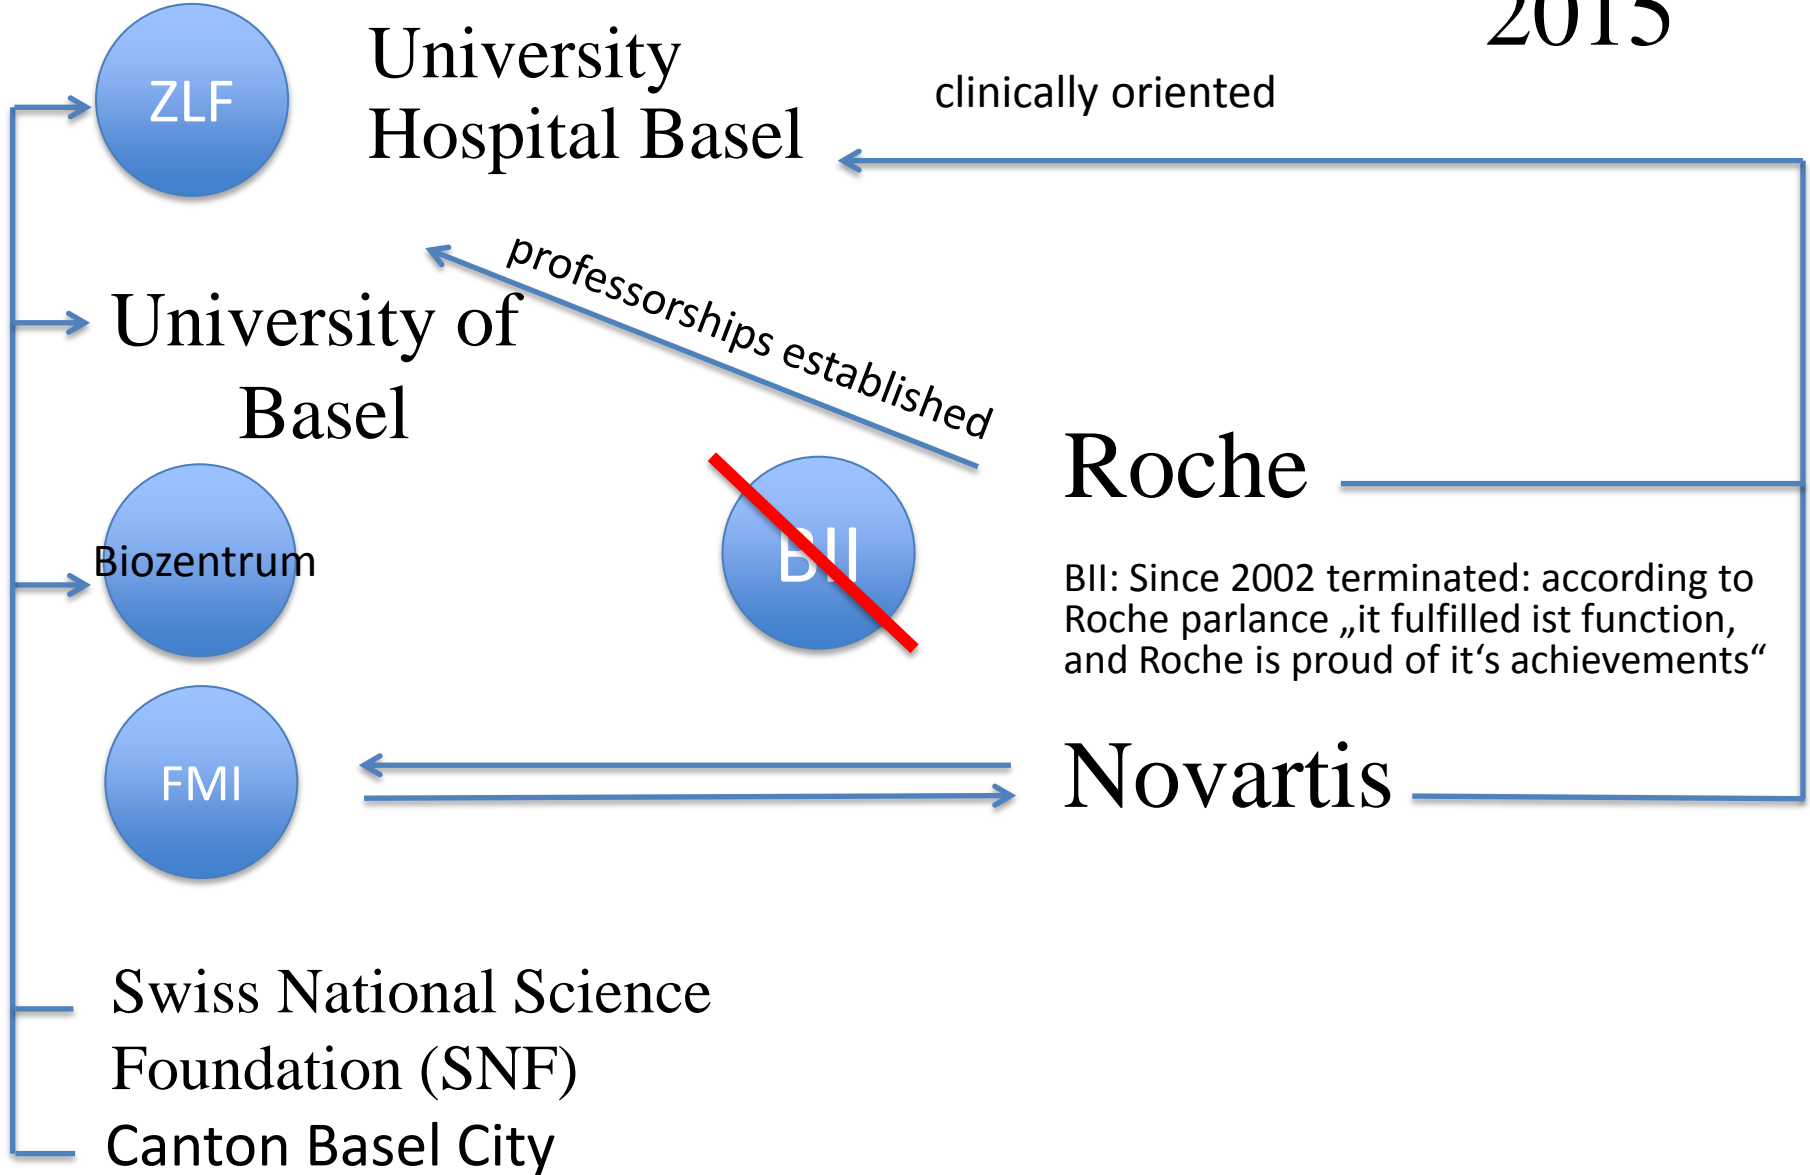 2015
ZLF
University
Hospital Basel
clinically oriented
professorships established
University of
Basel
Roche
Biozentrum
BII
BII: Since 2002 terminated: according to
Roche parlance „it fulfilled ist function,
and Roche is proud of it‘s achievements“
FMI
Novartis
Swiss National Science
Foundation (SNF)
Canton Basel City